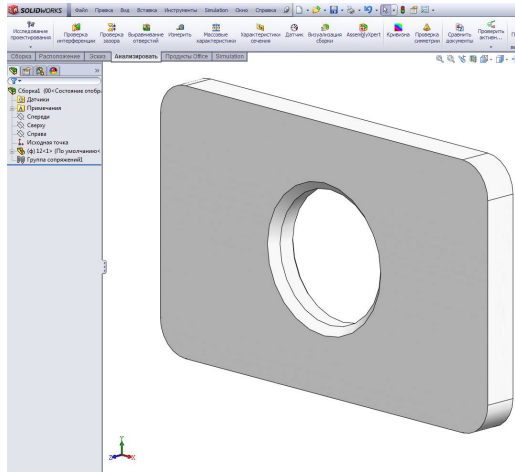 SOLIDWORKS Файл Правка Вид Вставка Инструменты Simulation Окно Справка
Исследование проектирования
Проверка интерференции
Проверка зазора
Выравнивание отверстий
Измерить
Массовые характеристики
Характеристики сечения
Датчик
Визуализация сборки
AssemblyXpert
Кривизна
Проверка симметрии
Сравнить документы
Проверить активн...
Сборка Расположение Эскиз Анализировать Продукты Office Simulation
Сборка1 (00<Состояние отобр
Датчики
A Примечания
Спереди
Сверху
Справа
Исходная точка
(ф) 12<1> (По умолчанию<
Группа сопряжений1
Y
Z X